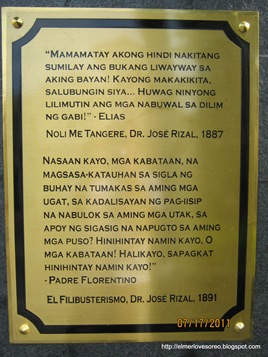 "Mamamatay akong hindi nakitang
sumilay ang bukang liwayway sa
aking bayan! Kayong makakikita,
salubungin siya... Huwag ninyong
lilimutin ang mga nabuwal sa dilim
ng gabi!" - Elias
Noli Me Tangere, Dr. José Rizal, 1887
Nasaan kayo, mga kabataan, na
magsasa-katauhan sa sigla ng
buhay na tumakas sa aming mga
ugat, sa kadalisayan ng pag-iisip
na nabulok sa aming mga utak, sa
apoy ng sigasig na napugto sa aming
mga puso? Hinihintay namin kayo, O
mga kabataan! Halikayo, sapagkat
hinihintay namin kayo!"
- Padre Florentino
El Filibusterismo, Dr. José Rizal, 1891
07/17/2011
http://elmerlovesoreo.blogspot.com